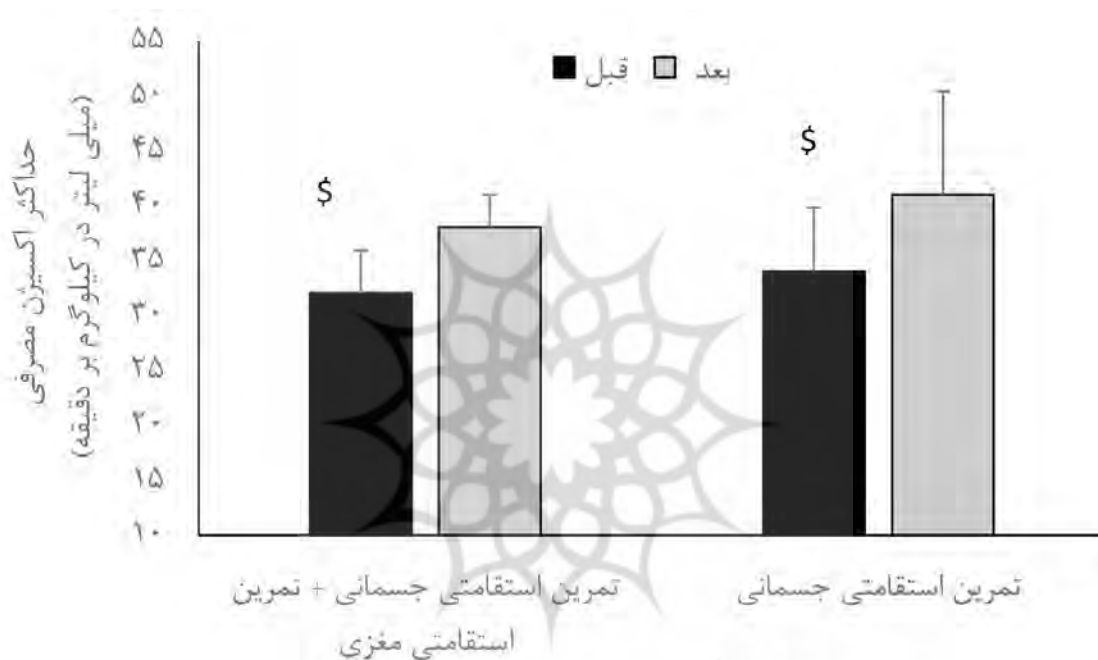 حداکثر اکسیژن مصرفی
(میلی لیتر در کیلوگرم بر دقیقه)
۵۵
۵۰
۴۵
۴۰
۳۵
۳۰
۲۵
۲۰
۱۵
۱۰
قبل
بعد
$
$
تمرین استقامتی جسمانی
تمرین استقامتی جسمانی + تمرین
استقامتی مغزی